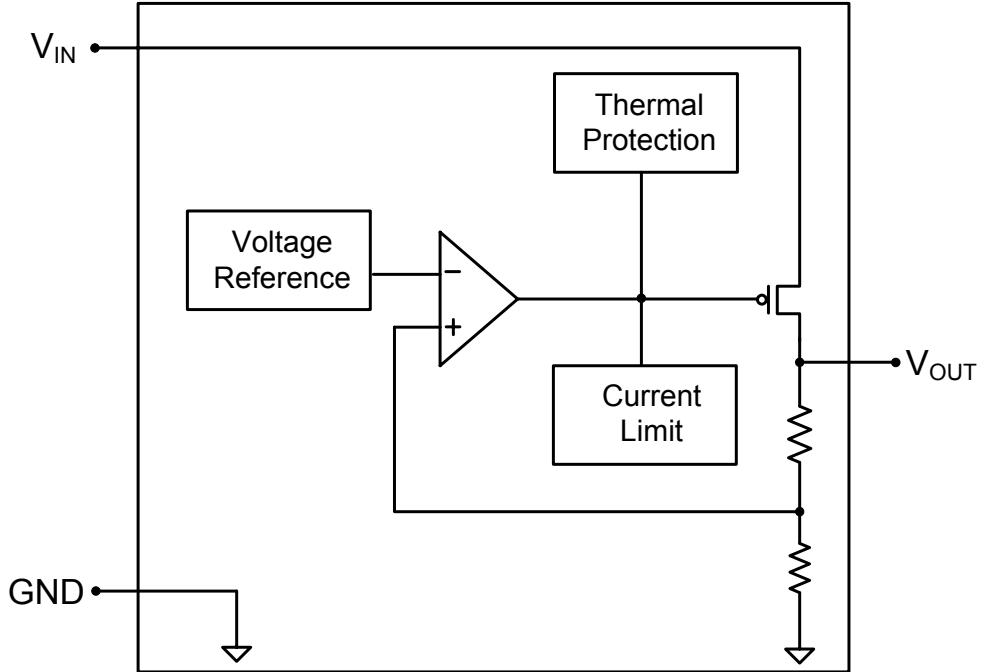 VIN
Thermal
Protection
Voltage
Reference
−
+
VOUT
Current
Limit
GND